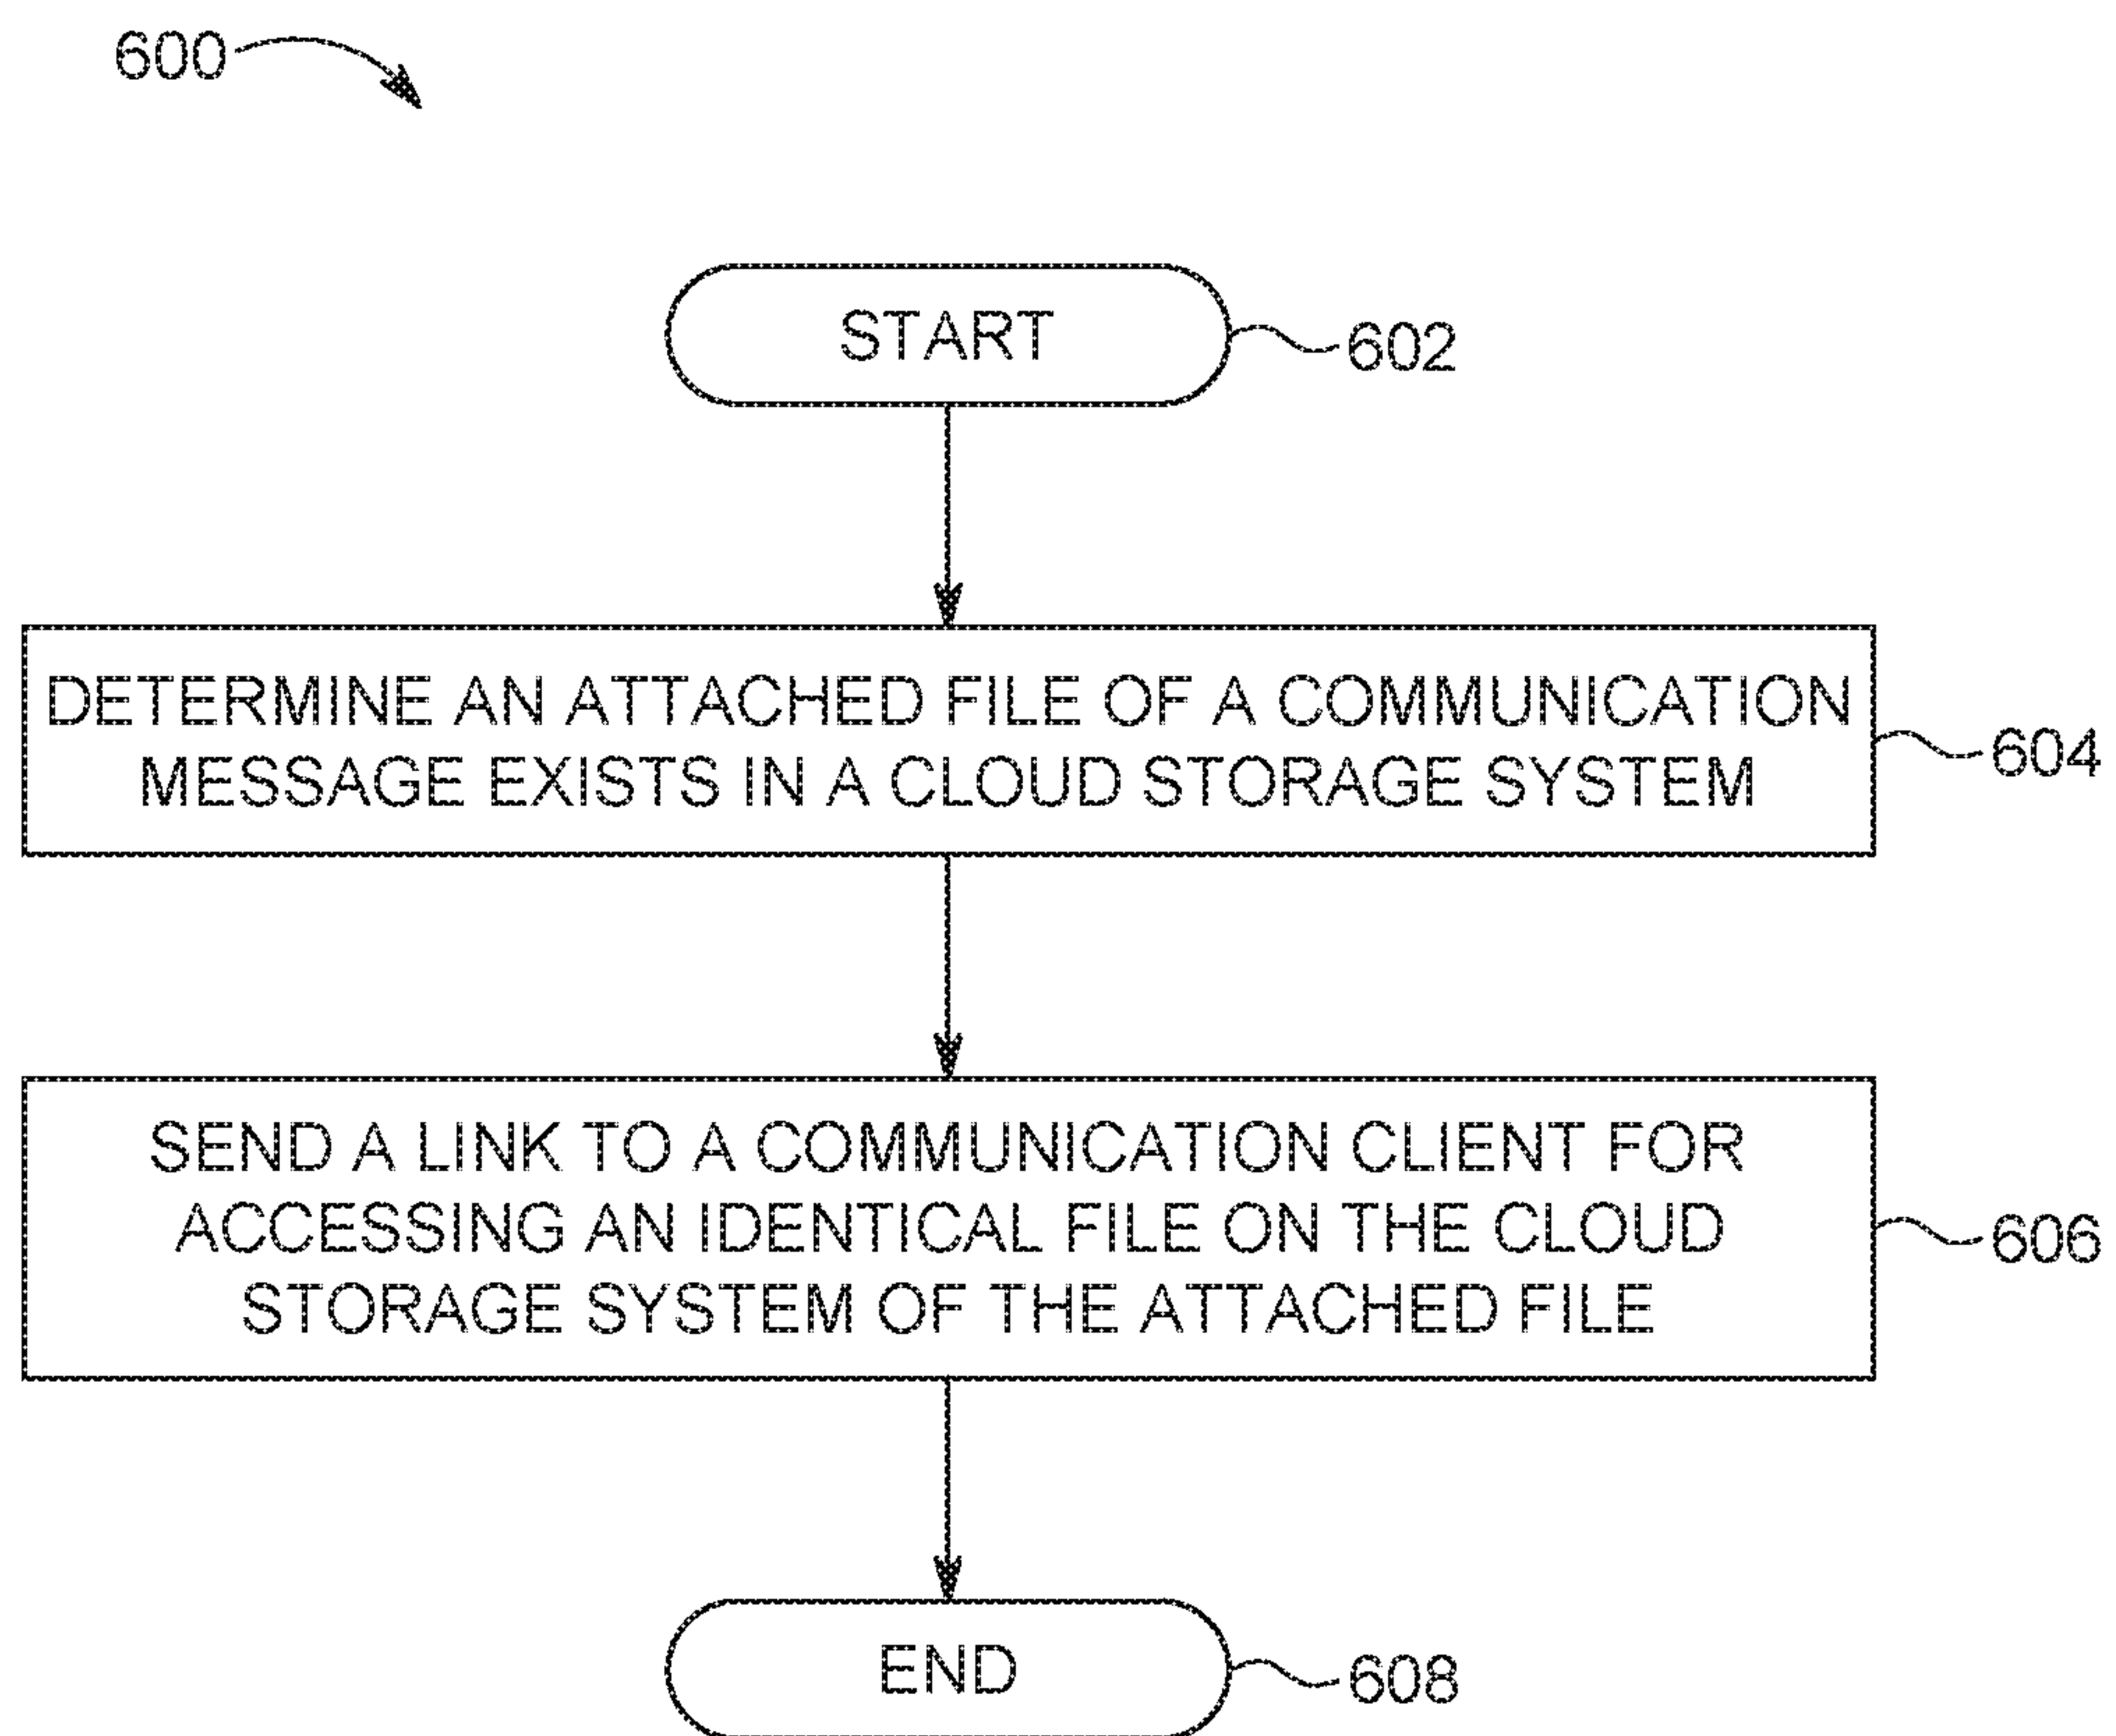 600
START
602
DETERMINE AN ATTACHED FILE OF A COMMUNICATION
MESSAGE EXISTS IN A CLOUD STORAGE SYSTEM
604
SEND A LINK TO A COMMUNICATION CLIENT FOR
ACCESSING AN IDENTICAL FILE ON THE CLOUD
STORAGE SYSTEM OF THE ATTACHED FILE
606
END
608